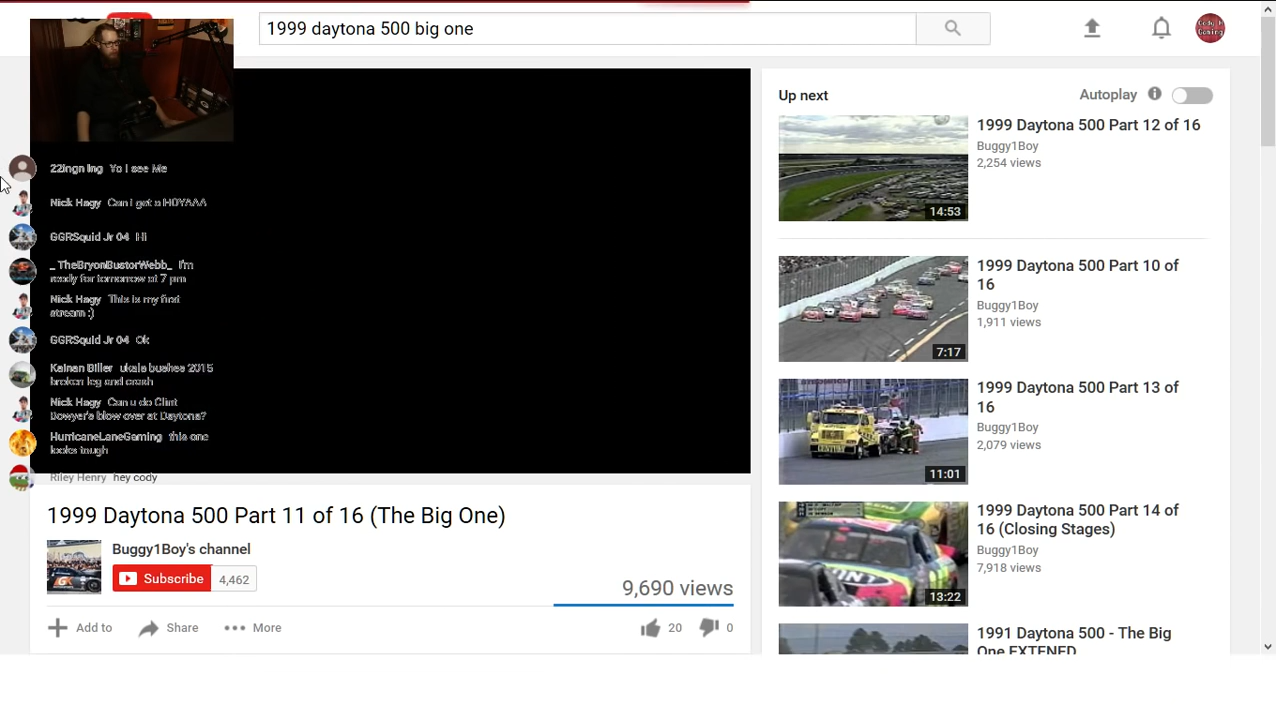 1999 daytona 500 big one
Cody H
Gaming
Up next
Autoplay
1999 Daytona 500 Part 12 of 16
Buggy1Boy
2,254 views
14:53
1999 Daytona 500 Part 10 of
16
Buggy1Boy
1,911 views
7:17
1999 Daytona 500 Part 13 of
16
Buggy1Boy
2,079 views
11:01
1999 Daytona 500 Part 14 of
16 (Closing Stages)
Buggy1Boy
7,918 views
13:22
1991 Daytona 500 - The Big
One EXTENED
22ingn ing Yo I see Me
Nick Hagy Can I get a HOYAAA
GGRSquid Jr 04 Hi
_ TheBryonBustorWebb_ I'm
ready for tomorrow at 7 pm
Nick Hagy This is my first
stream :)
GGRSquid Jr 04 Ok
Kainan Biller ukale bushes 2015
broken leg and crash
Nick Hagy Can u do Clint
Bowyer's blow over at Daytona?
HurricaneLaneGaming this one
looks tough
Riley Henry hey cody
1999 Daytona 500 Part 11 of 16 (The Big One)
Buggy1Boy's channel
Subscribe 4,462
9,690 views
Add to Share More 20 0